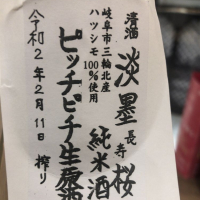 清酒
淡墨桜
長寿
純米酒
岐阜市三輪北産
ハツシモ100%使用
ピッチピチ生原酒
令和2年2月11日 搾り